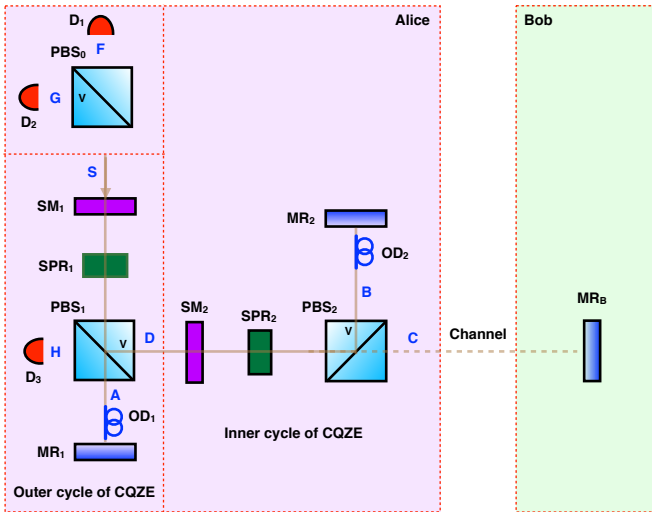 D₁
Alice
Bob
F
PBS₀
G
V
D₂
S
SM₁
MR₂
OD₂
SPR₁
B
PBS₁
SM₂
SPR₂
PBS₂
MR_B
V
V
H
D
C
Channel
D₃
A
OD₁
MR₁
Inner cycle of CQZE
Outer cycle of CQZE